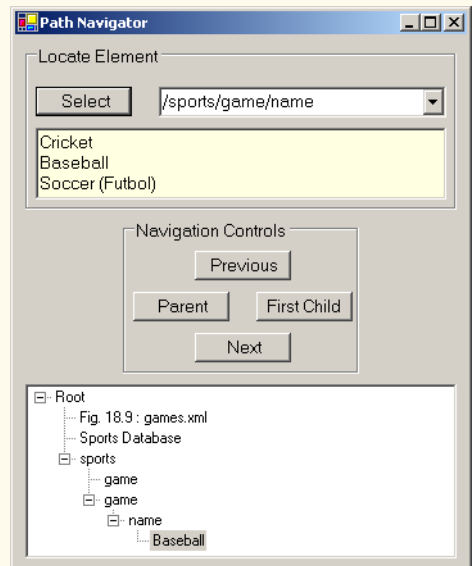 Path Navigator
Locate Element
Select /sports/game/name
Cricket
Baseball
Soccer (Futbol)
Navigation Controls
Previous
Parent First Child
Next
Root
Fig. 18.9 : games.xml
Sports Database
sports
game
game
name
Baseball